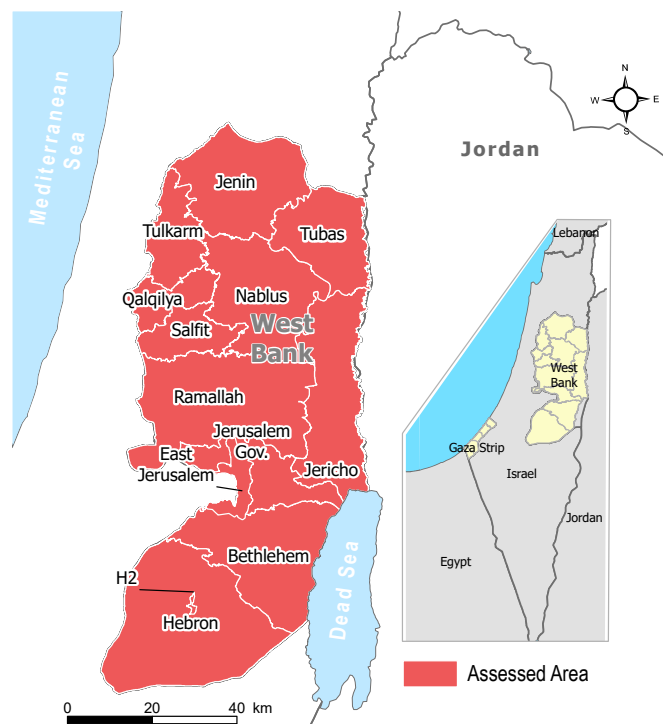 Mediterranean
Sea
N
W
E
S
Jordan
Jenin
Tulkarm
Tubas
Qalqilya
Nablus
Salfit
West
Bank
Ramallah
Jerusalem
Gov.
East
Jerusalem
Jericho
Bethlehem
H2
Hebron
Dead Sea
Lebanon
West
Bank
Gaza Strip
Israel
Jordan
Egypt
Assessed Area
0 20 40 km